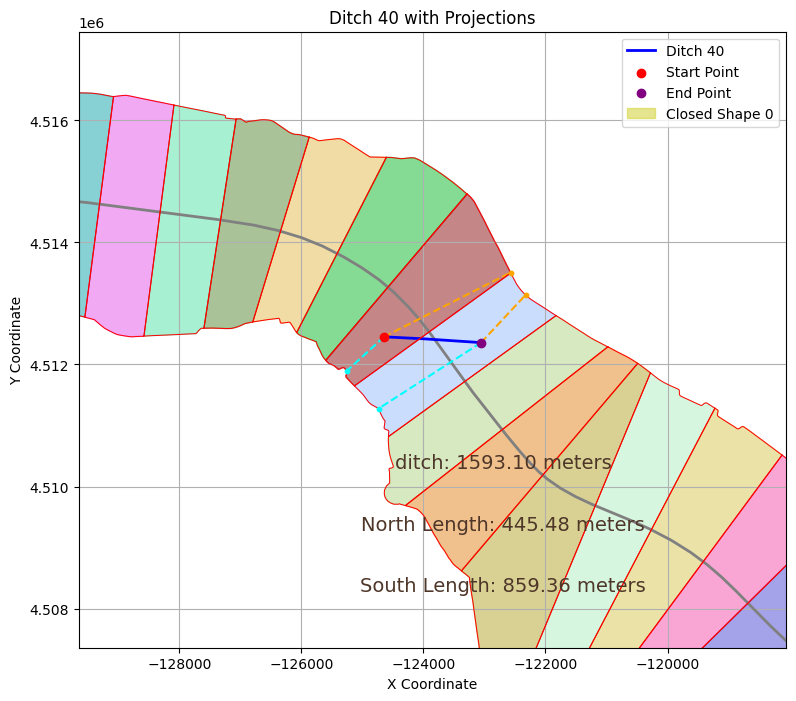 Ditch 40 with Projections
1e6
Ditch 40
Start Point
End Point
Closed Shape 0
4.516
4.514
4.512
4.510
4.508
Y Coordinate
ditch: 1593.10 meters
North Length: 445.48 meters
South Length: 859.36 meters
−128000 −126000 −124000 −122000 −120000
X Coordinate